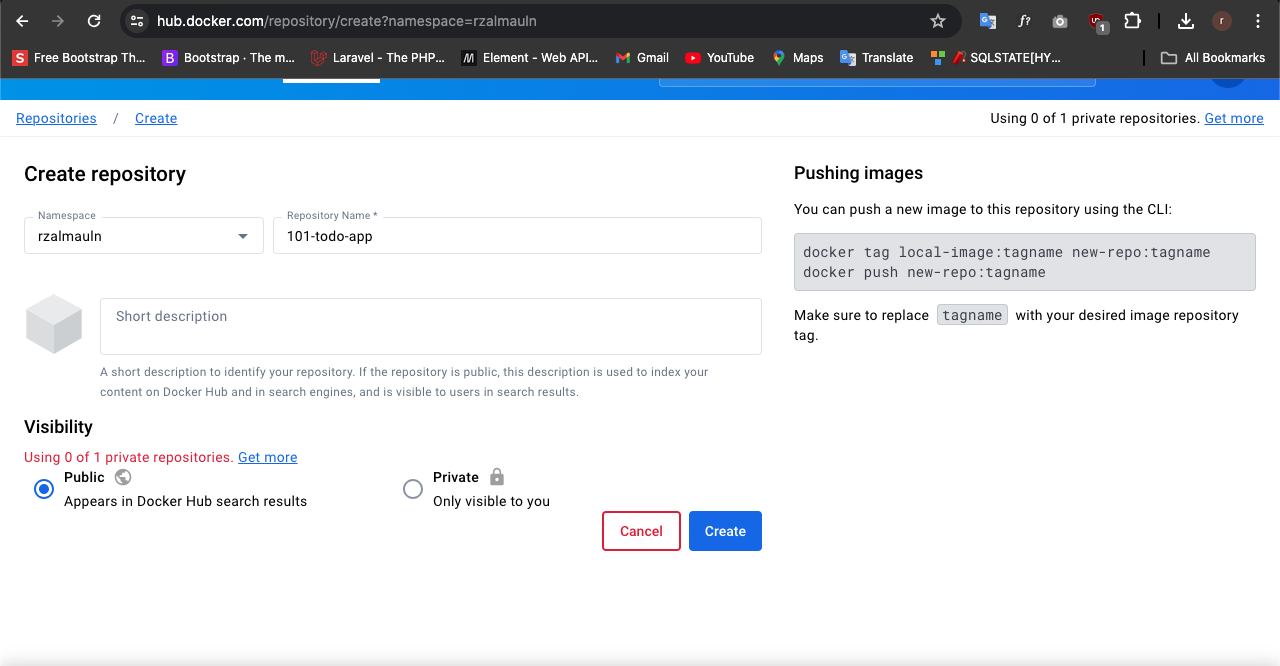 hub.docker.com/repository/create?namespace=rzalmauln
1
r
Free Bootstrap Th... Bootstrap · The m... Laravel - The PHP... Element - Web API... Gmail YouTube Maps Translate SQLSTATE[HY... All Bookmarks
Repositories / Create
Using 0 of 1 private repositories. Get more
Create repository
Namespace
rzalmauln
Repository Name *
101-todo-app
Short description
A short description to identify your repository. If the repository is public, this description is used to index your
content on Docker Hub and in search engines, and is visible to users in search results.
Visibility
Using 0 of 1 private repositories. Get more
Public
Appears in Docker Hub search results
Private
Only visible to you
Cancel Create
Pushing images
You can push a new image to this repository using the CLI:
docker tag local-image:tagname new-repo:tagname
docker push new-repo:tagname
Make sure to replace tagname with your desired image repository
tag.